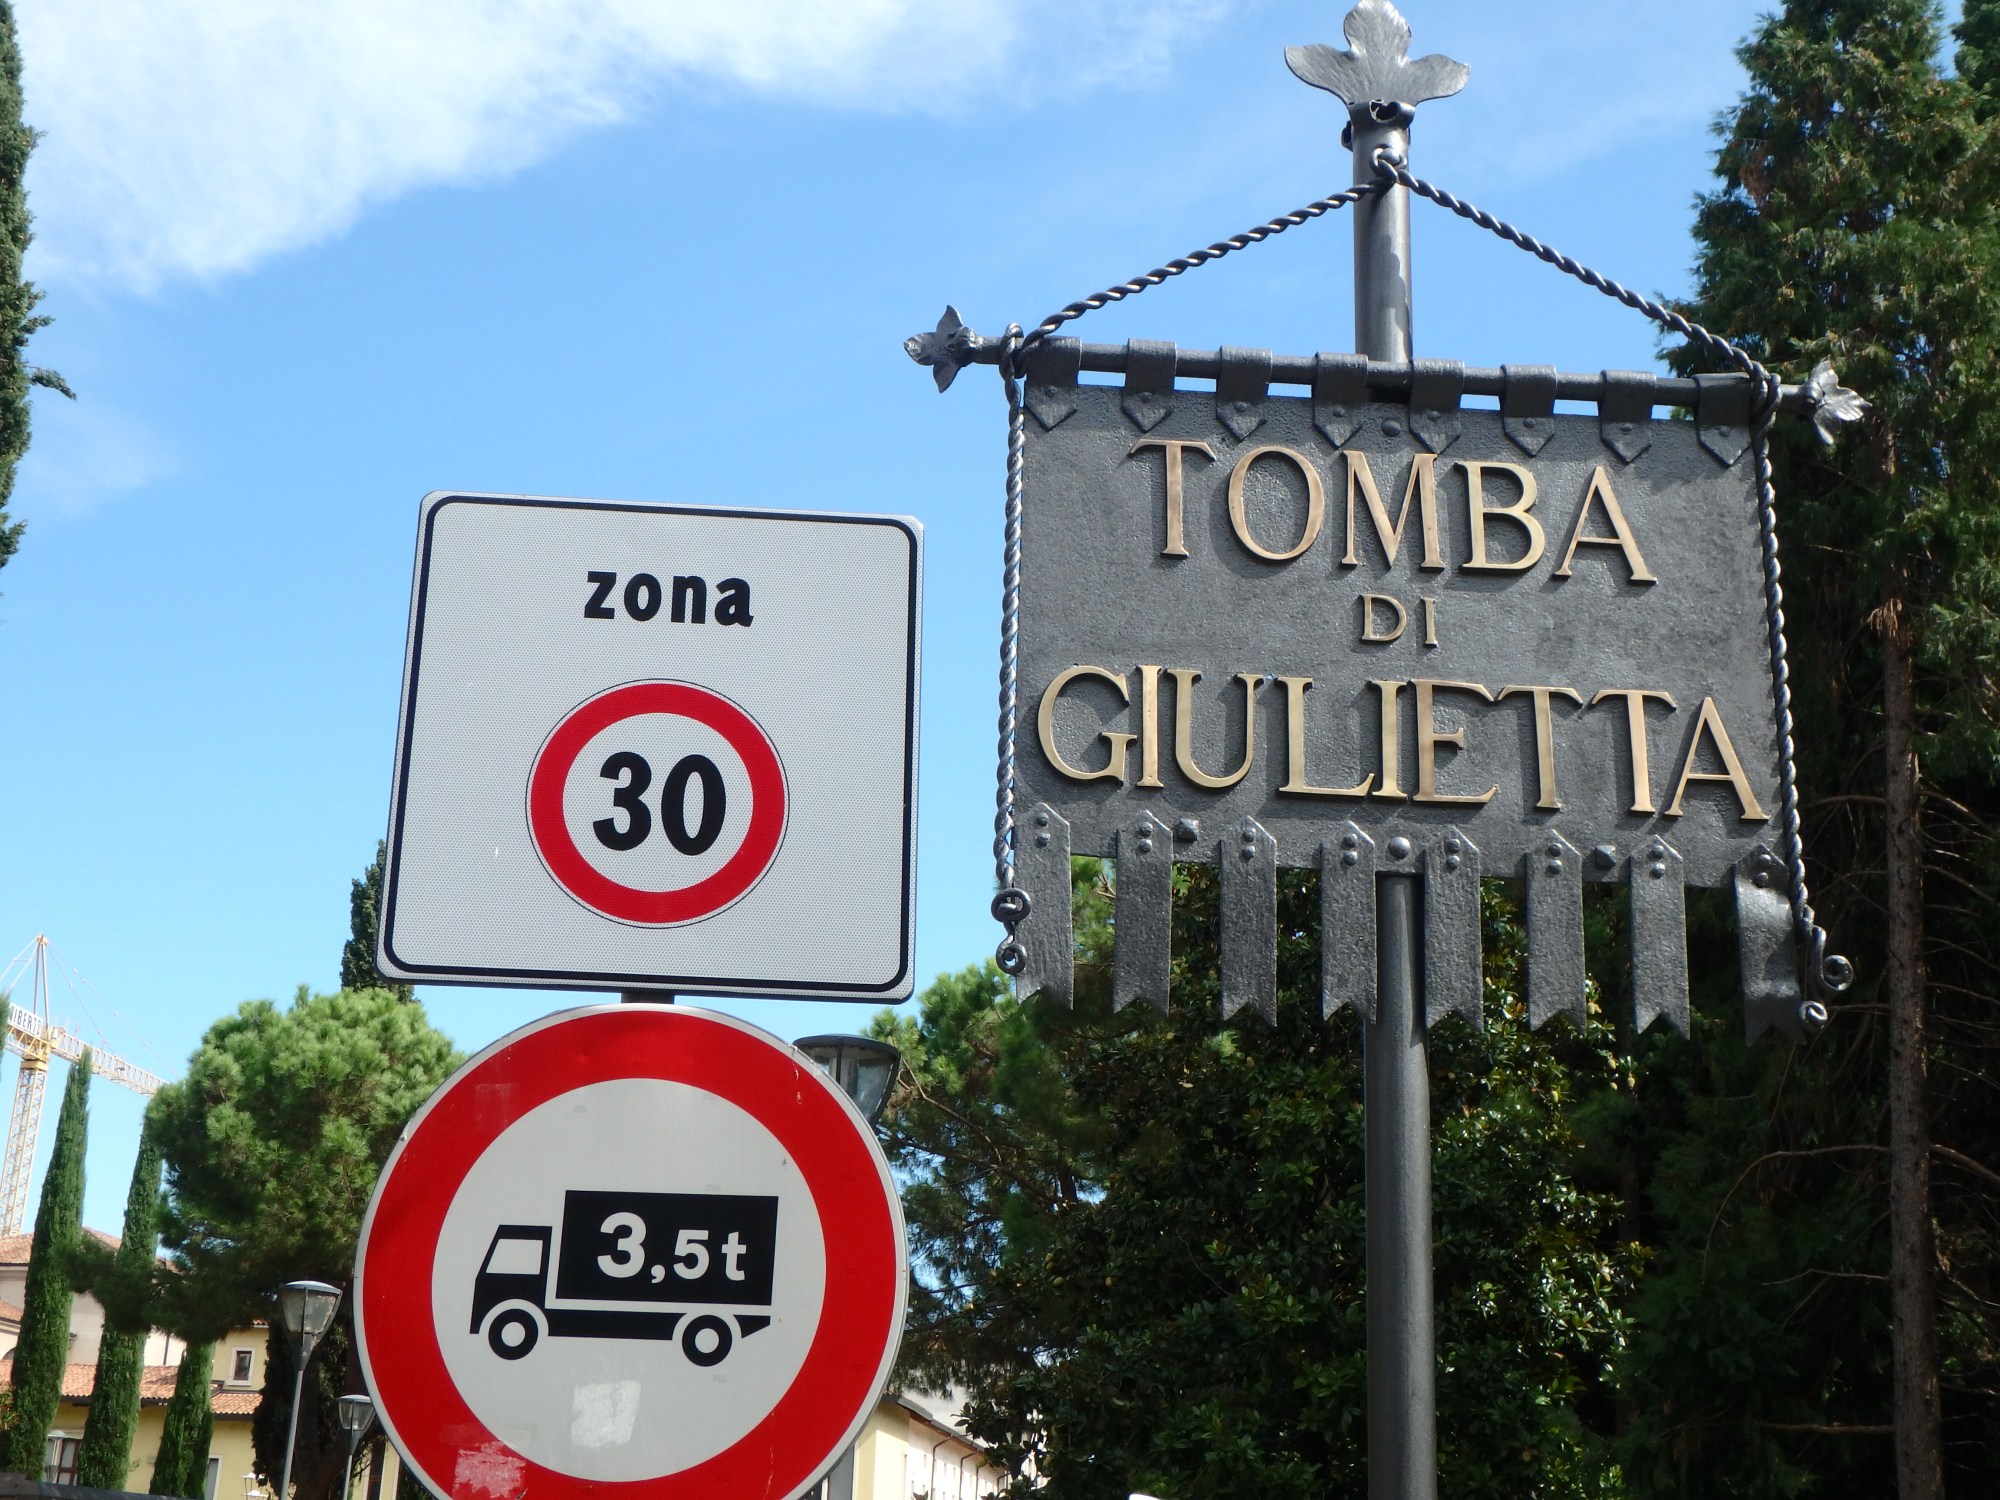 zona
30
3,5t
TOMBA
DI
GIULIETTA